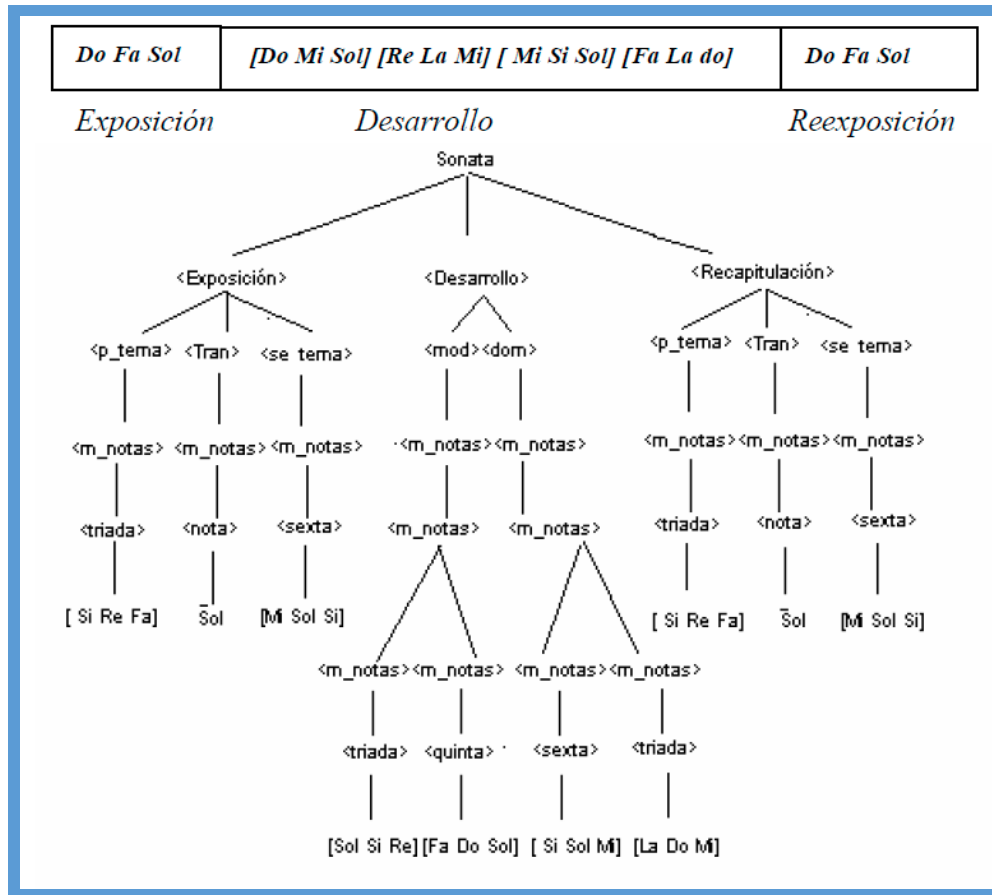 Do Fa Sol [Do Mi Sol] [Re La Mi] [ Mi Si Sol] [Fa La do] Do Fa Sol
Exposición Desarrollo Reexposición
Sonata
<Exposición> <Desarrollo> <Recapitulación>
<p_tema> <Tran> <se tema> <mod> <dom> <p_tema> <Tran> <se tema>
<m_notas> <m_notas> <m_notas> <m_notas> <m_notas> <m_notas> <m_notas> <m_notas>
<triada> <nota> <sexta> <m_notas> <m_notas> <triada> <nota> <sexta>
[ Si Re Fa] Sol [Mi Sol Si] [ Si Re Fa] Sol [Mi Sol Si]
<m_notas> <m_notas> <m_notas> <m_notas>
<triada> <quinta> <sexta> <triada>
[Sol Si Re] [Fa Do Sol] [ Si Sol Mi] [La Do Mi]